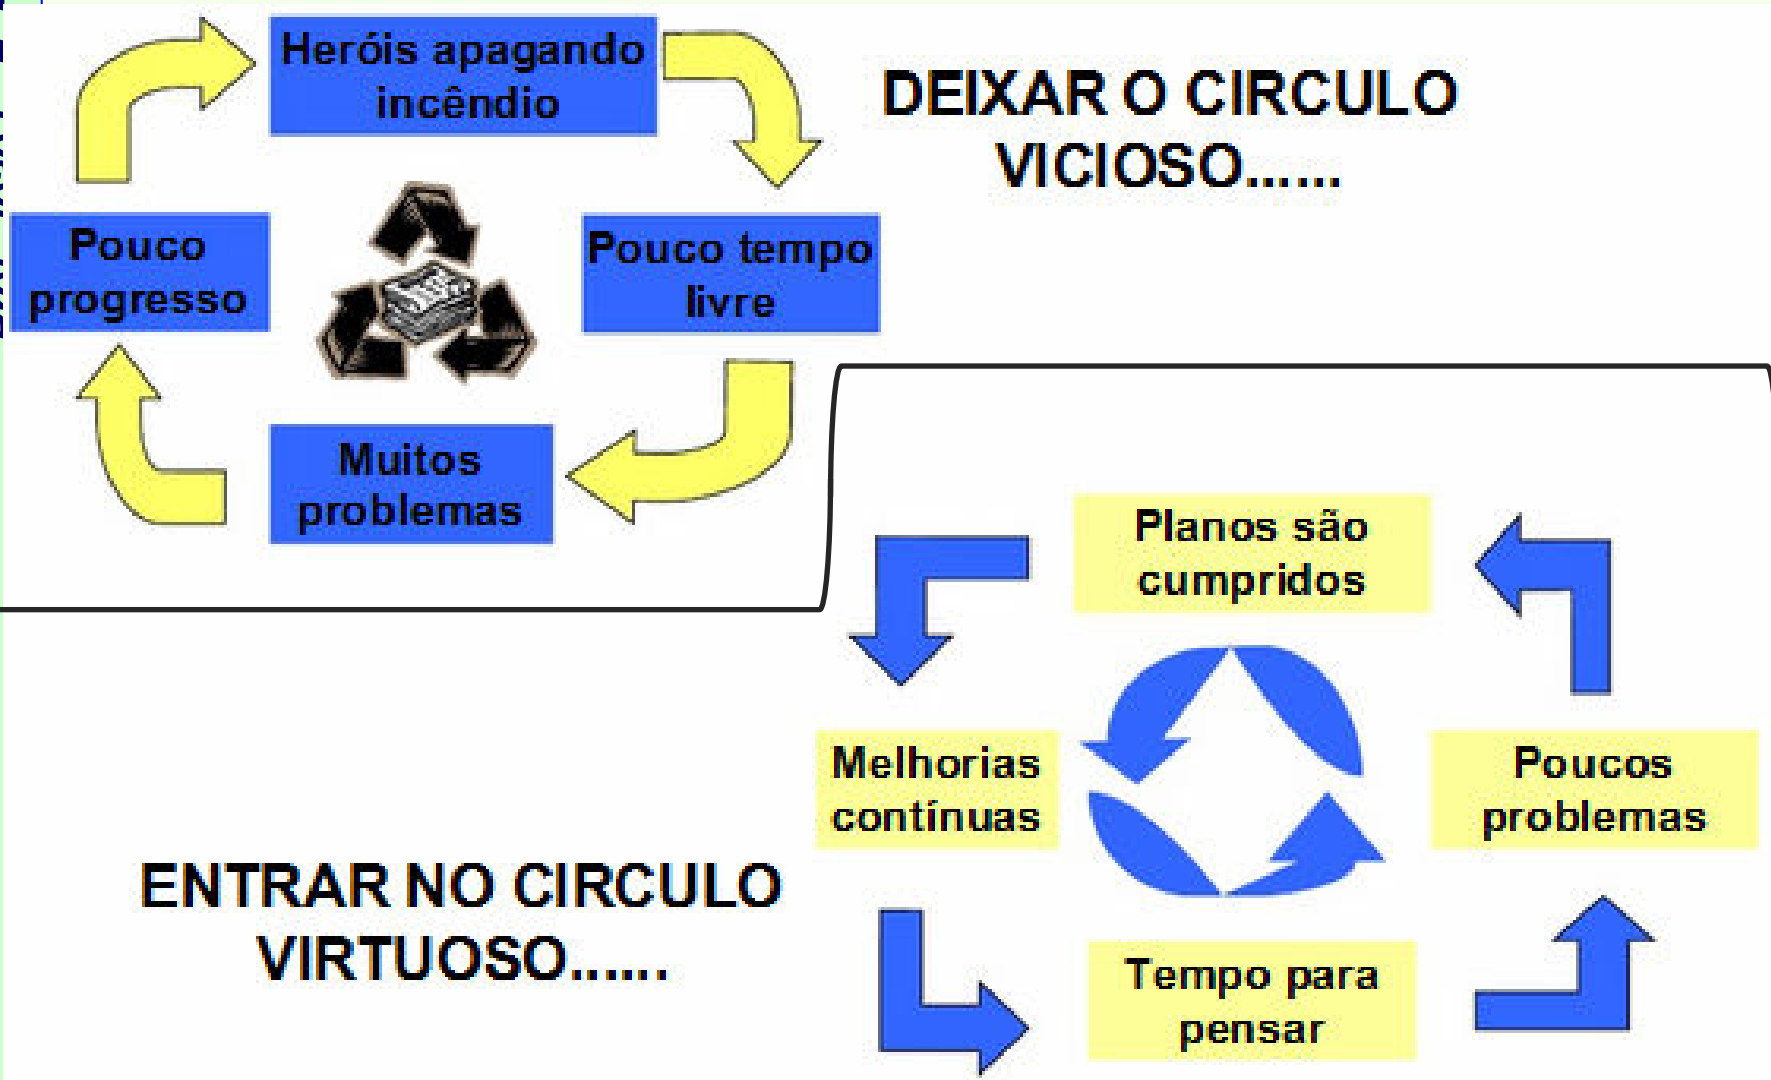 Heróis apagando
incêndio
DEIXAR O CIRCULO
VICIOSO......
Pouco
progresso
Pouco tempo
livre
Muitos
problemas
Planos são
cumpridos
Melhorias
contínuas
Poucos
problemas
ENTRAR NO CIRCULO
VIRTUOSO......
Tempo para
pensar